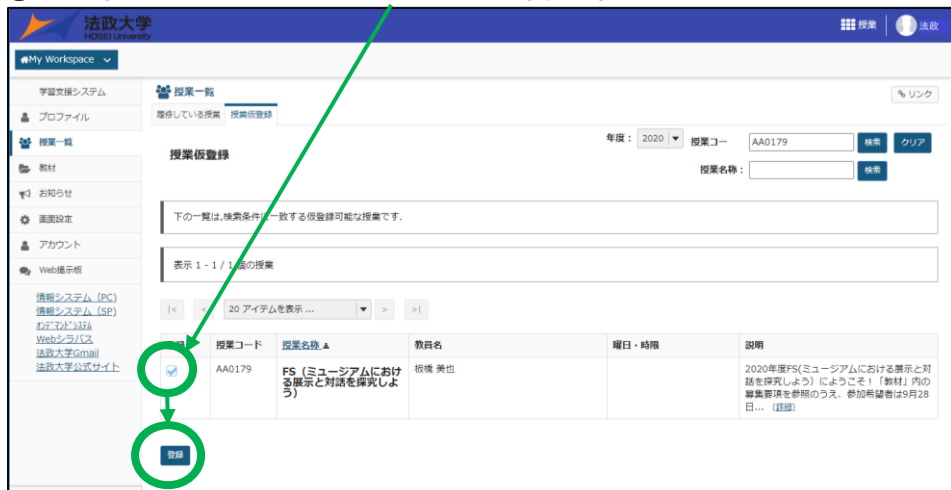 法政大学
HOSEI University
授業
法政
My Workspace
学習支援システム
プロファイル
授業一覧
教材
お知らせ
画面設定
アカウント
Web掲示板
情報システム (PC)
情報システム (SP)
ｵﾝﾃﾞﾏﾝﾄﾞｼｽﾃﾑ
Webシラバス
法政大学Gmail
法政大学公式サイト
授業一覧
リンク
履修している授業 授業仮登録
年度： 2020 授業コー AA0179 検索 クリア
授業仮登録
授業名称： 検索
下の一覧は,検索条件に一致する仮登録可能な授業です.
表示 1 - 1 / 1 個の授業
|< < 20 アイテムを表示 ... > >|
授業コード 授業名称 教員名 曜日・時限 説明
AA0179
FS（ミュージアムにおけ
る展示と対話を探究しよ
う）
板橋 美也
2020年度FS(ミュージアムにおける展示と対
話を探究しよう）にようこそ！「教材」内の
募集要項を参照のうえ、参加希望者は9月28
日... (詳細)
登録